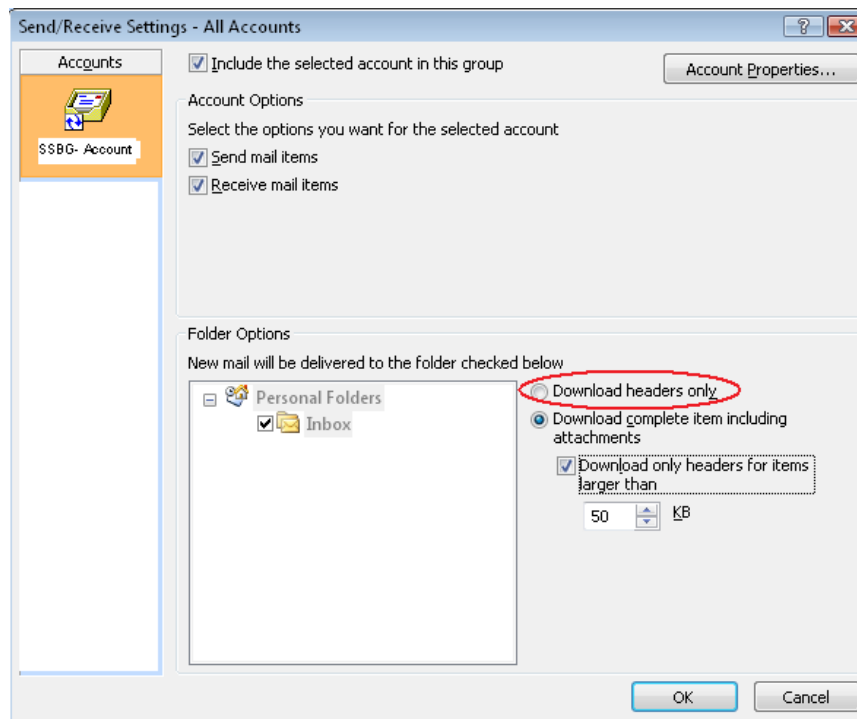 Send/Receive Settings - All Accounts
Accounts
SSBG- Account
Include the selected account in this group
Account Properties...
Account Options
Select the options you want for the selected account
Send mail items
Receive mail items
Folder Options
New mail will be delivered to the folder checked below
Personal Folders
Inbox
Download headers only
Download complete item including
attachments
Download only headers for items
larger than
50 KB
OK
Cancel